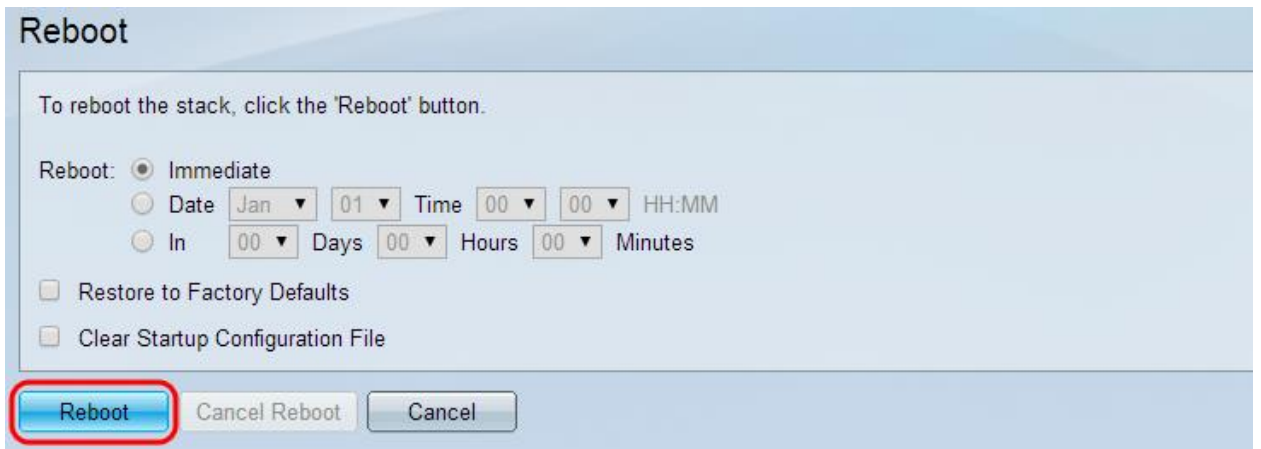 Reboot
To reboot the stack, click the 'Reboot' button.
Reboot: Immediate
Date Jan 01 Time 00 00 HH:MM
In 00 Days 00 Hours 00 Minutes
Restore to Factory Defaults
Clear Startup Configuration File
Reboot Cancel Reboot Cancel